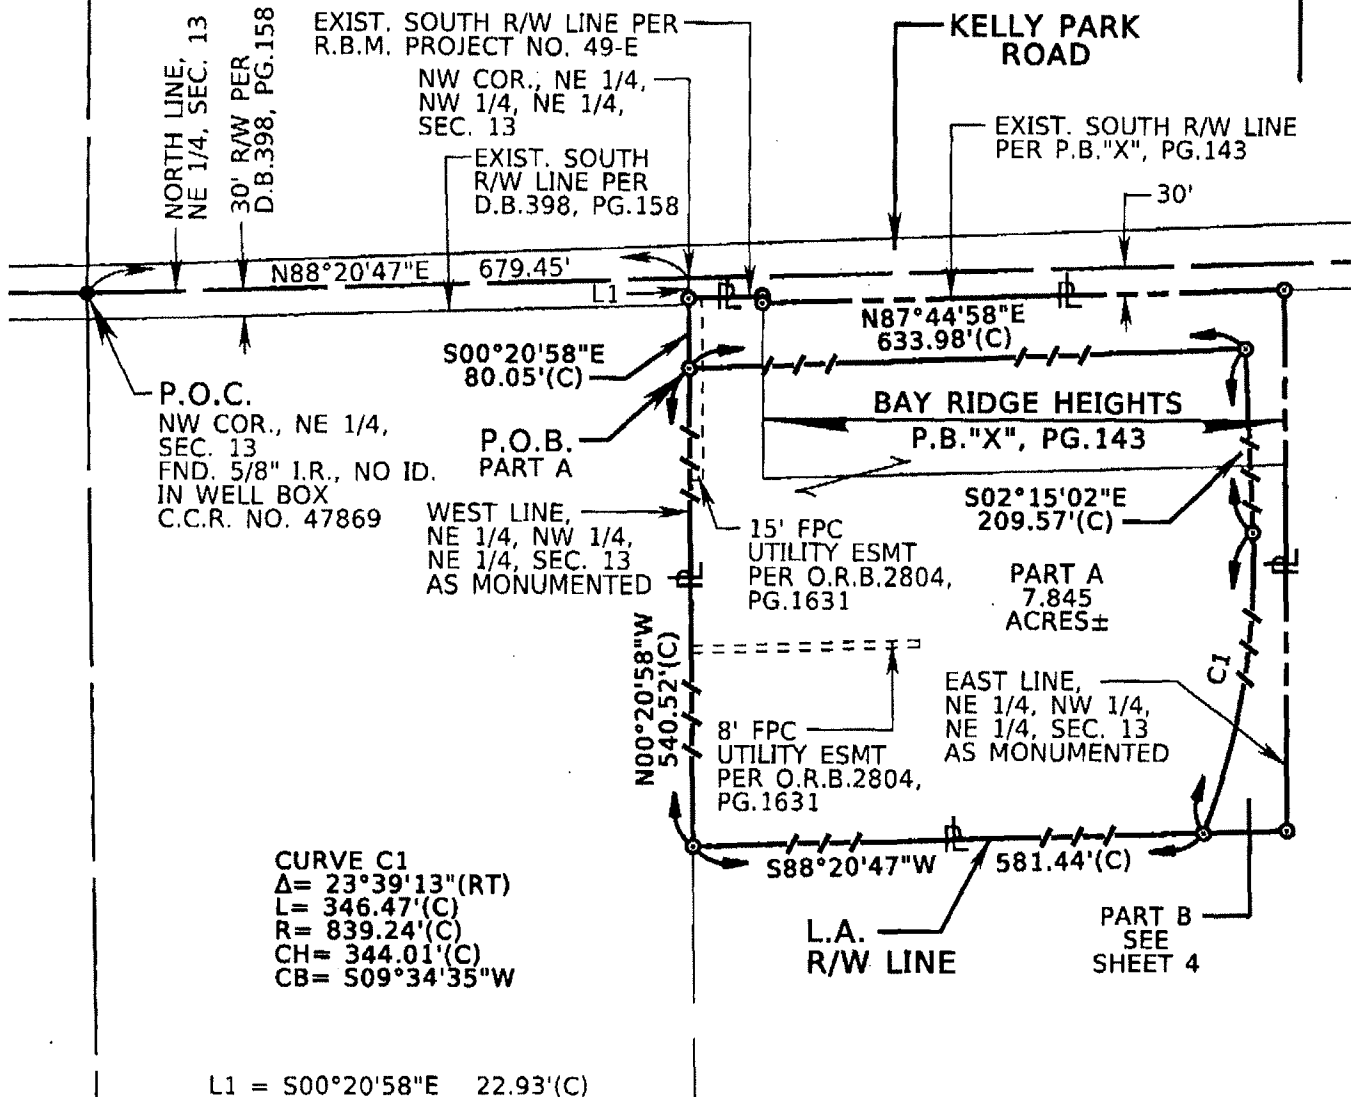 NORTH LINE,
NE 1/4, SEC. 13
30' R/W PER
D.B.398, PG.158
EXIST. SOUTH R/W LINE PER
R.B.M. PROJECT NO. 49-E
NW COR., NE 1/4,
NW 1/4, NE 1/4,
SEC. 13
EXIST. SOUTH
R/W LINE PER
D.B.398, PG.158
KELLY PARK
ROAD
EXIST. SOUTH R/W LINE
PER P.B."X", PG.143
30'
N88°20'47"E 679.45'
L1
PL
PL
N87°44'58"E
633.98'(C)
S00°20'58"E
80.05'(C)
P.O.C.
NW COR., NE 1/4,
SEC. 13
FND. 5/8" I.R., NO ID.
IN WELL BOX
C.C.R. NO. 47869
P.O.B.
PART A
BAY RIDGE HEIGHTS
P.B."X", PG.143
S02°15'02"E
209.57'(C)
WEST LINE,
NE 1/4, NW 1/4,
NE 1/4, SEC. 13
AS MONUMENTED
PL
15' FPC
UTILITY ESMT
PER O.R.B.2804,
PG.1631
PART A
7.845
ACRES±
PL
N00°20'58"W
540.52'(C)
C1
EAST LINE,
NE 1/4, NW 1/4,
NE 1/4, SEC. 13
AS MONUMENTED
8' FPC
UTILITY ESMT
PER O.R.B.2804,
PG.1631
PL
S88°20'47"W 581.44'(C)
CURVE C1
Δ= 23°39'13"(RT)
L= 346.47'(C)
R= 839.24'(C)
CH= 344.01'(C)
CB= S09°34'35"W
L.A.
R/W LINE
PART B
SEE
SHEET 4
L1 = S00°20'58"E 22.93'(C)